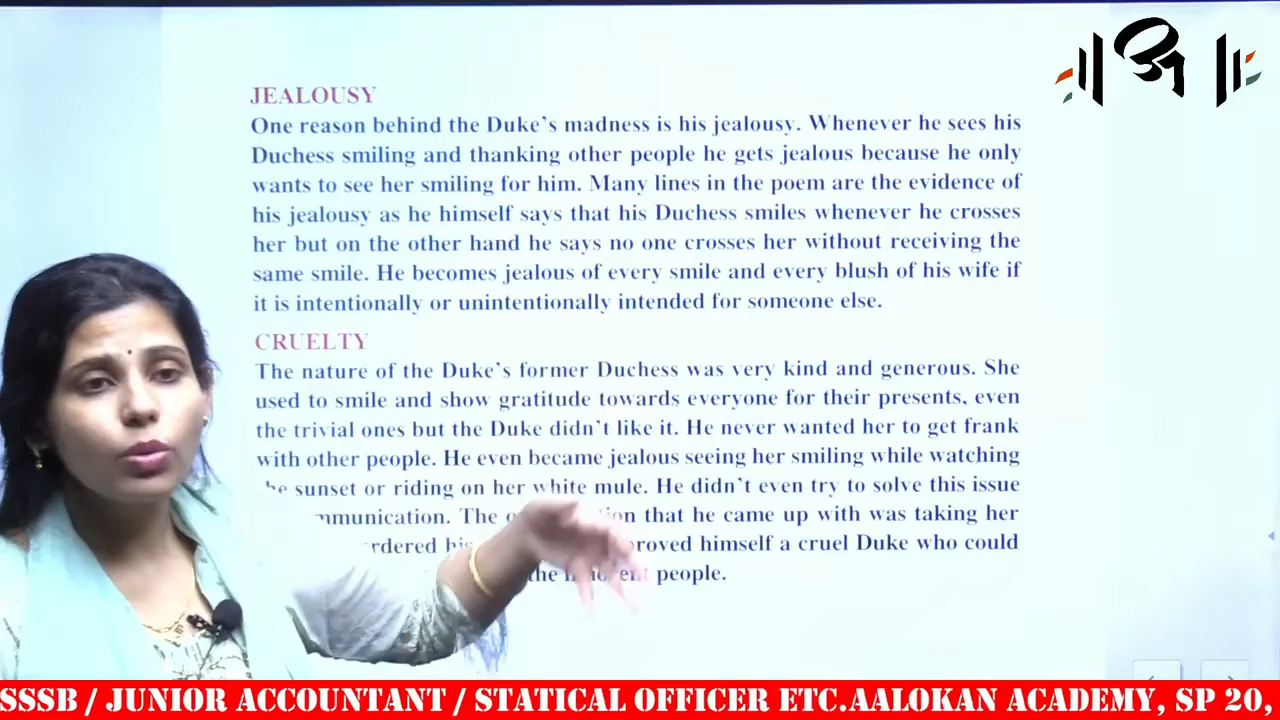 JEALOUSY
One reason behind the Duke's madness is his jealousy. Whenever he sees his
Duchess smiling and thanking other people he gets jealous because he only
wants to see her smiling for him. Many lines in the poem are the evidence of
his jealousy as he himself says that his Duchess smiles whenever he crosses
her but on the other hand he says no one crosses her without receiving the
same smile. He becomes jealous of every smile and every blush of his wife if
it is intentionally or unintentionally intended for someone else.
CRUELTY
The nature of the Duke's former Duchess was very kind and generous. She
used to smile and show gratitude towards everyone for their presents, even
the trivial ones but the Duke didn't like it. He never wanted her to get frank
with other people. He even became jealous seeing her smiling while watching
sunset or riding on her white mule. He didn't even try to solve this issue
The that he came up with was taking her
himself a cruel Duke who could
the people.
SSSB / JUNIOR ACCOUNTANT / STATICAL OFFICER ETC.AALOKAN ACADEMY, SP 20,